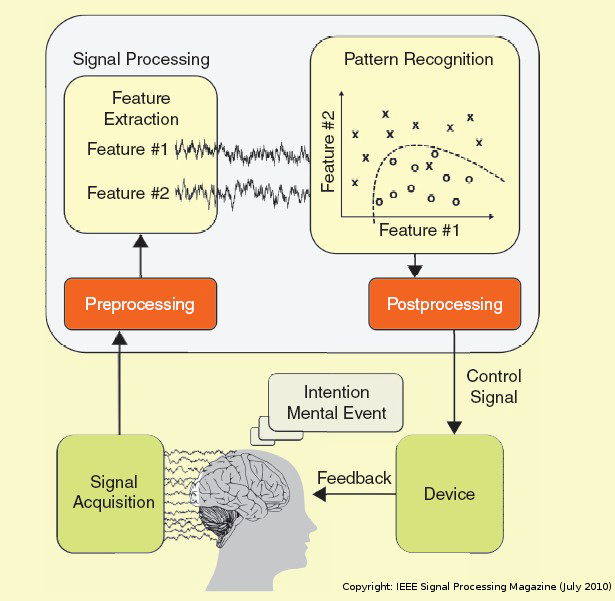 Signal Processing
Pattern Recognition
Feature
Extraction
Feature #1
Feature #2
Feature #2
Feature #1
Preprocessing
Postprocessing
Control
Signal
Intention
Mental Event
Signal
Acquisition
Feedback
Device
Copyright: IEEE Signal Processing Magazine (July 2010)